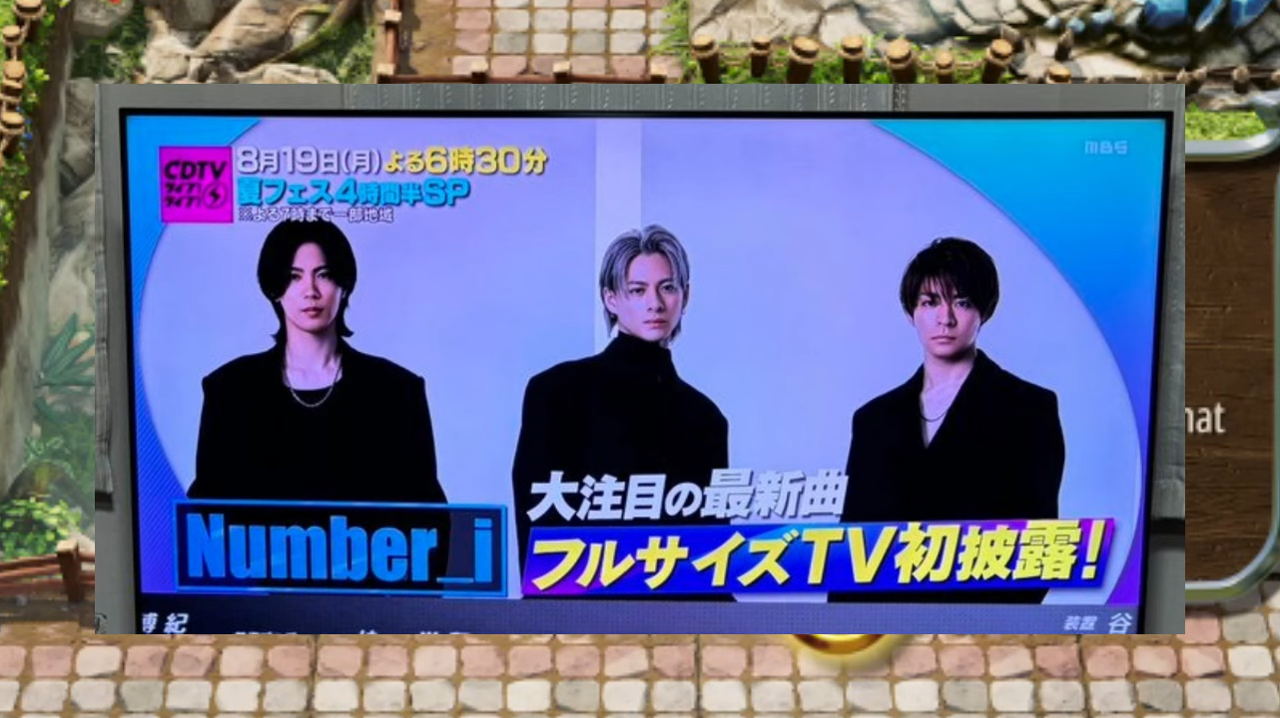 CDTV
ライブ!
ライブ!
8月19日(月)よる6時30分
夏フェス4時間半SP
※よる7時まで一部地域
MBS
hat
大注目の最新曲
Number_i
フルサイズTV初披露!
博紀
装置 谷